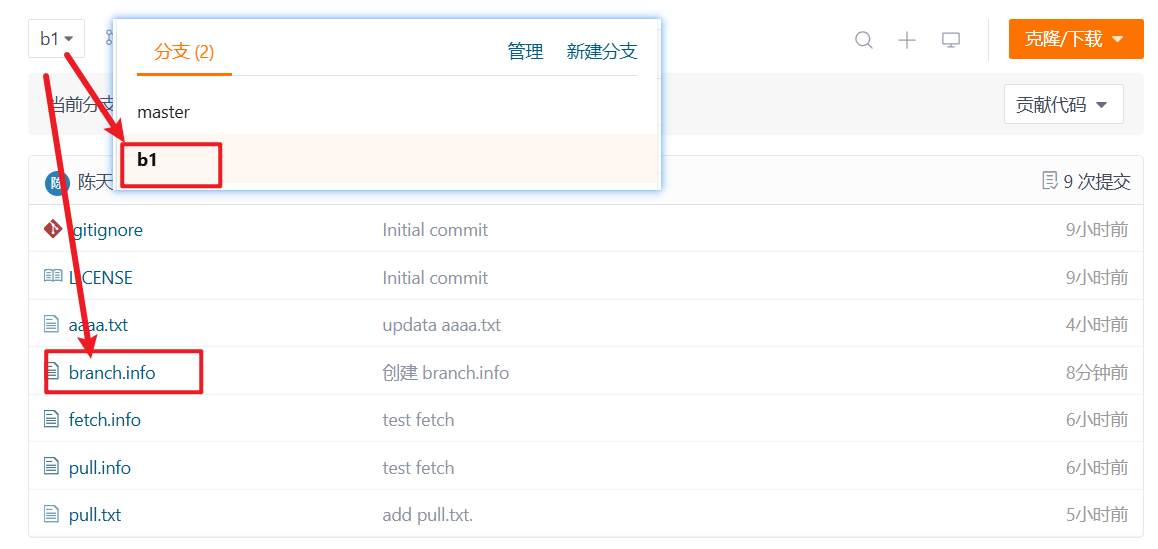 b1
分支 (2) 管理 新建分支
克隆/下载
master
当前分支
贡献代码
b1
陈 陈天
9 次提交
.gitignore Initial commit 9小时前
LICENSE Initial commit 9小时前
aaaa.txt updata aaaa.txt 4小时前
branch.info 创建 branch.info 8分钟前
fetch.info test fetch 6小时前
pull.info test fetch 6小时前
pull.txt add pull.txt. 5小时前